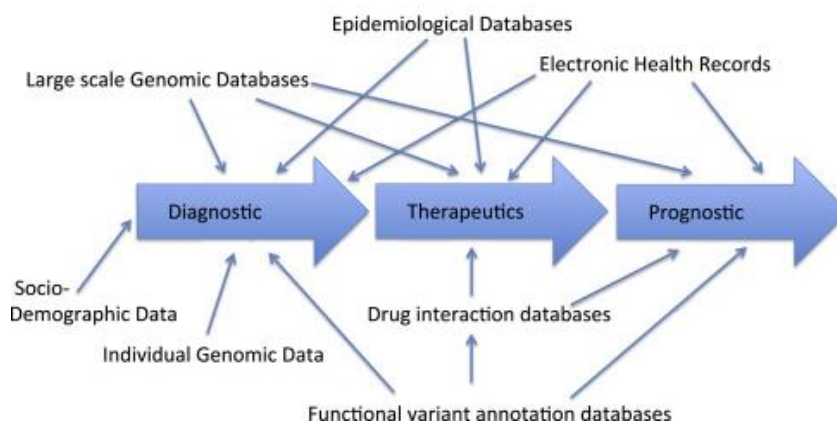 Epidemiological Databases
Electronic Health Records
Large scale Genomic Databases
Diagnostic
Therapeutics
Prognostic
Socio-
Demographic Data
Drug interaction databases
Individual Genomic Data
Functional variant annotation databases